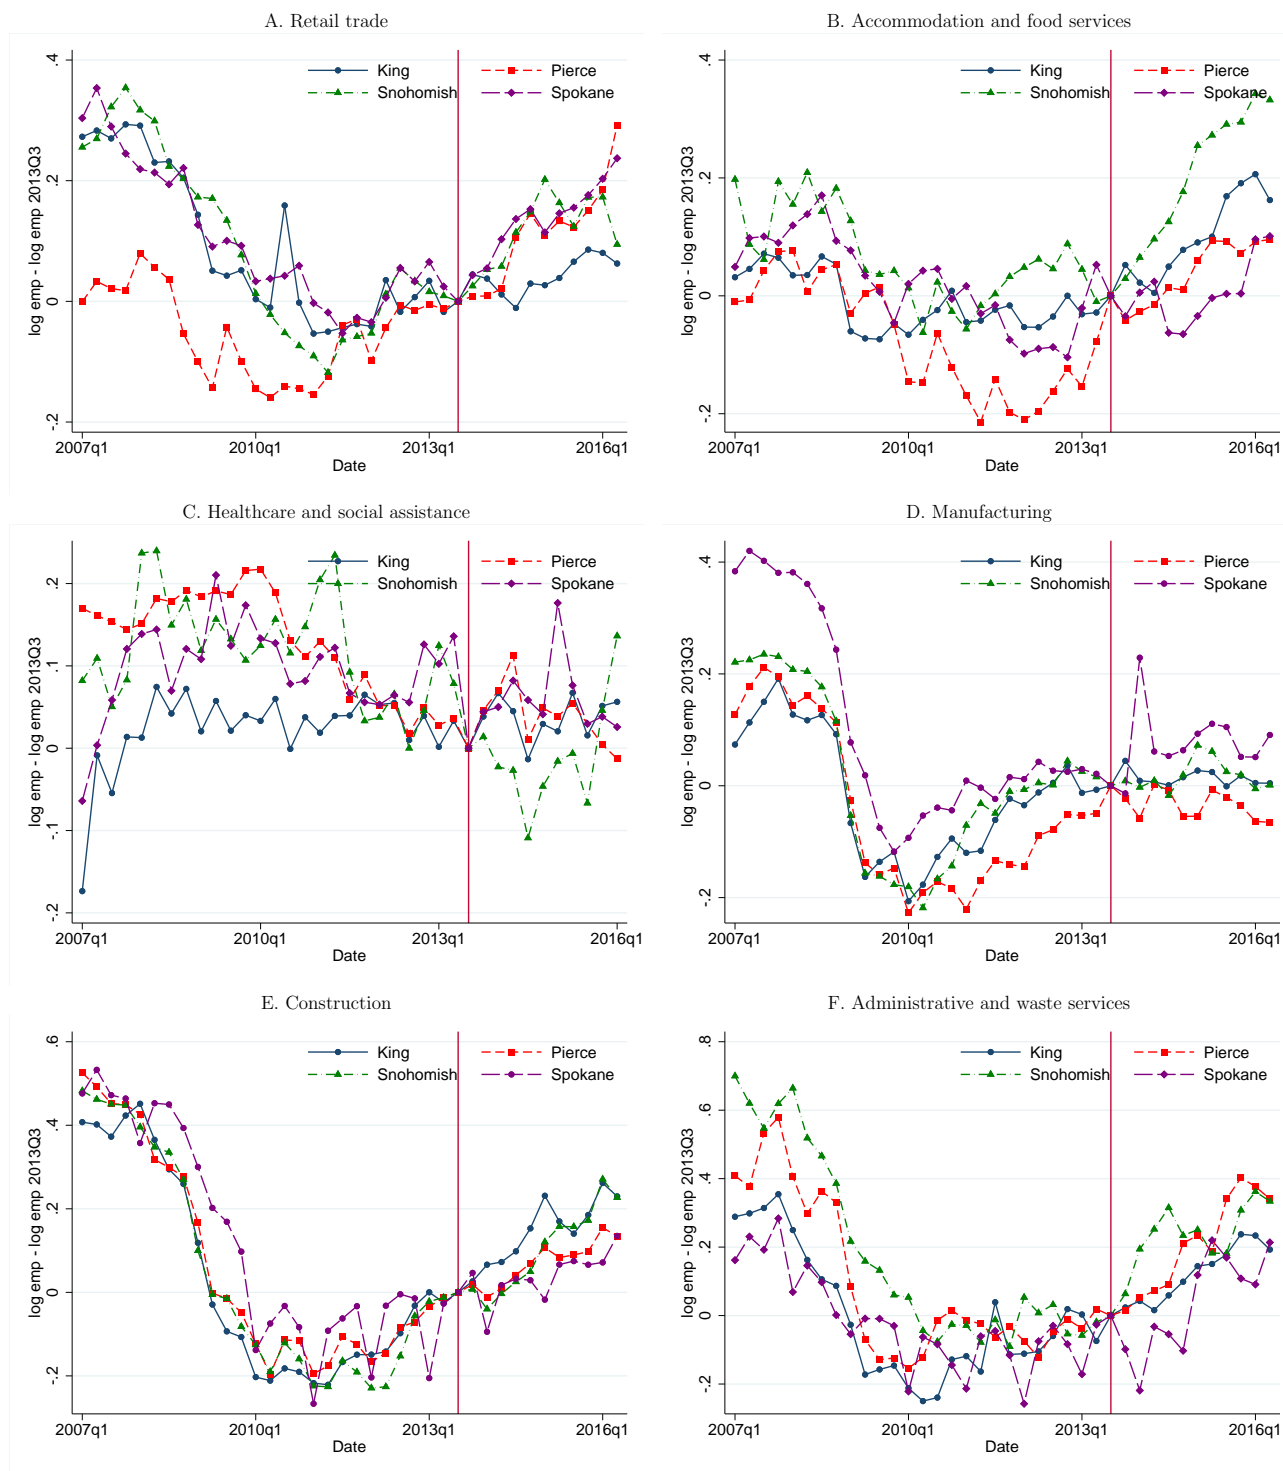 A. Retail trade
.4
.2
0
-.2
log emp - log emp 2013Q3
King
Pierce
Snohomish
Spokane
2007q1
2010q1
2013q1
2016q1
Date
B. Accommodation and food services
.4
.2
0
-.2
log emp - log emp 2013Q3
King
Pierce
Snohomish
Spokane
2007q1
2010q1
2013q1
2016q1
Date
C. Healthcare and social assistance
.2
.1
0
-.1
-.2
log emp - log emp 2013Q3
King
Pierce
Snohomish
Spokane
2007q1
2010q1
2013q1
2016q1
Date
D. Manufacturing
.4
.2
0
-.2
log emp - log emp 2013Q3
King
Pierce
Snohomish
Spokane
2007q1
2010q1
2013q1
2016q1
Date
E. Construction
.6
.4
.2
0
.2
log emp - log emp 2013Q3
King
Pierce
Snohomish
Spokane
2007q1
2010q1
2013q1
2016q1
Date
F. Administrative and waste services
.8
.6
.4
.2
0
-.2
log emp - log emp 2013Q3
King
Pierce
Snohomish
Spokane
2007q1
2010q1
2013q1
2016q1
Date